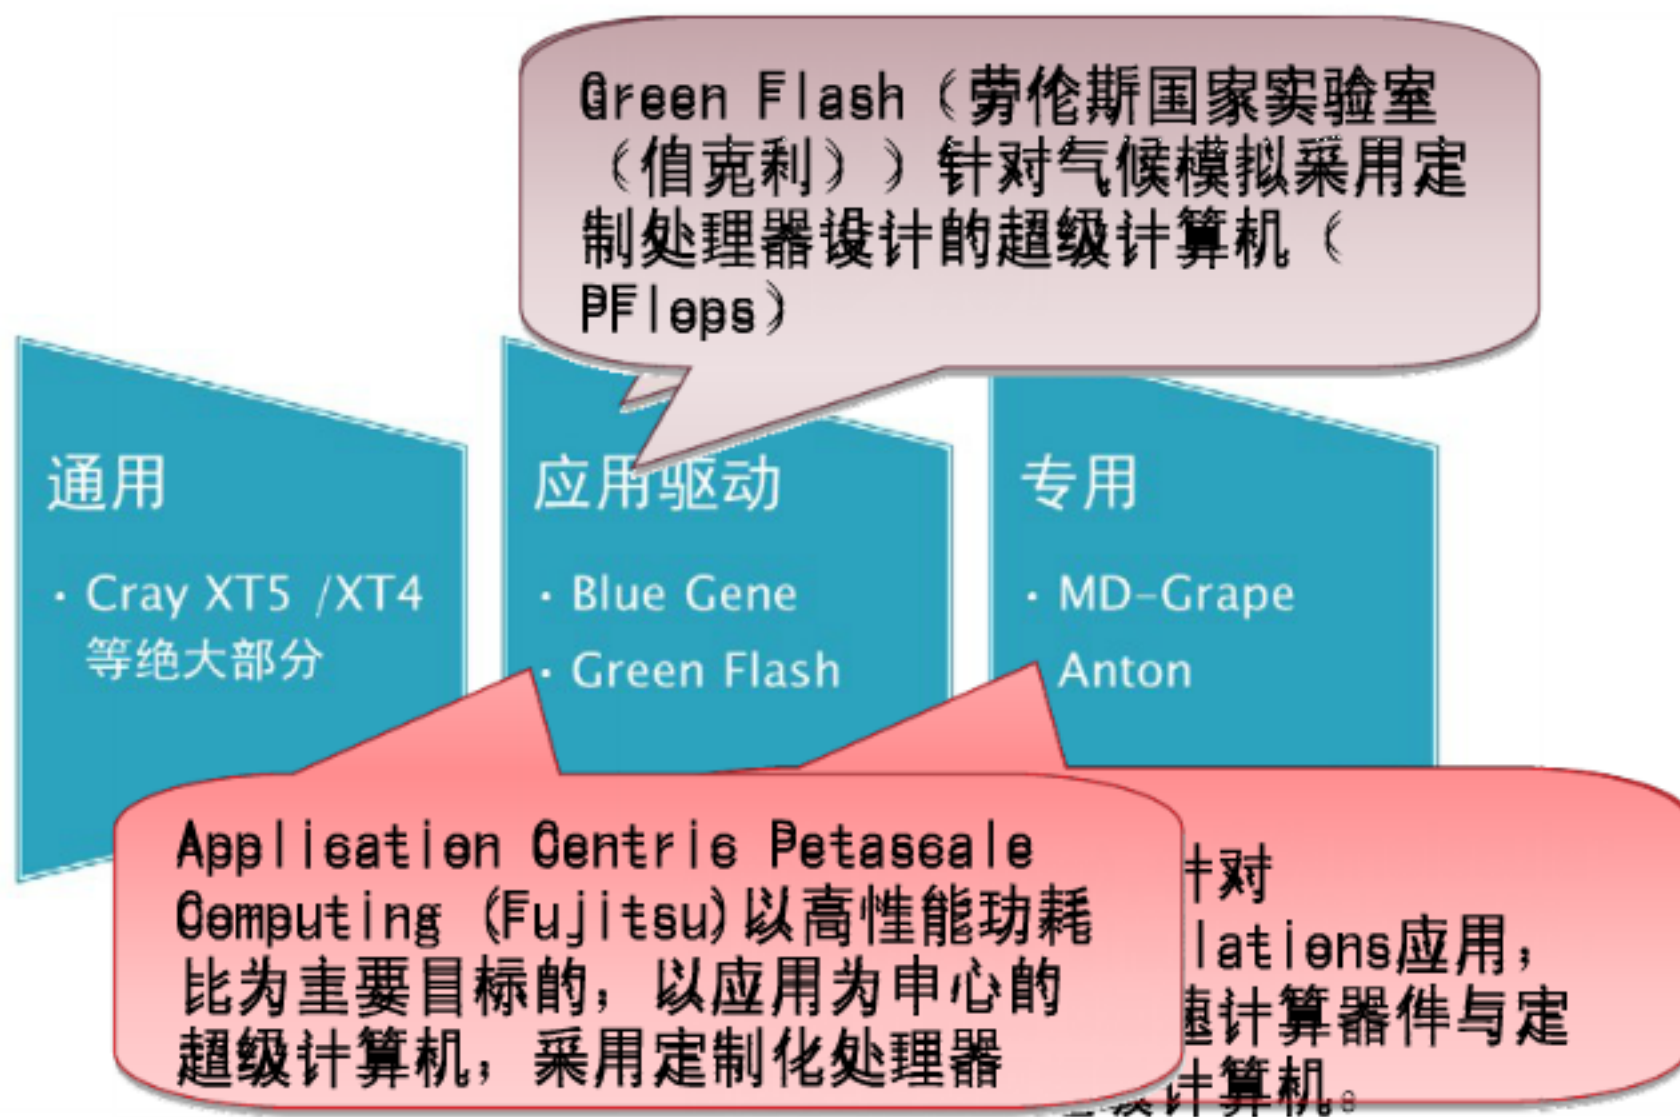 Green Flash（劳伦斯国家实验室
（伯克利））针对气候模拟采用定
制处理器设计的超级计算机（
PFlops）
通用
· Cray XT5 /XT4
等绝大部分
应用驱动
· Blue Gene
· Green Flash
专用
· MD-Grape
Anton
Application Centric Petascale
Computing (Fujitsu)以高性能功耗
比为主要目标的，以应用为中心的
超级计算机，采用定制化处理器
对
lations应用，
计算器件与定
计算机。